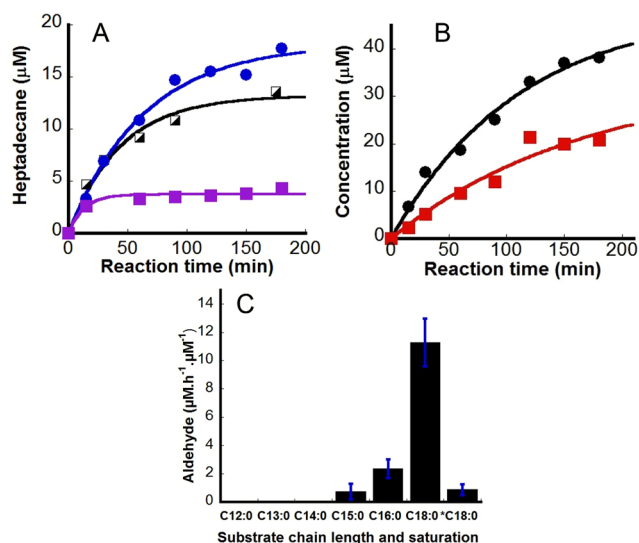 A
B
Heptadecane (μM)
20
15
10
5
0
0
50
100
150
200
Reaction time (min)
Concentration (μM)
40
30
20
10
0
0
50
100
150
200
Reaction time (min)
C
Aldehyde (μM.h⁻¹.μM⁻¹)
14
12
10
8
6
4
2
0
C12:0 C13:0 C14:0 C15:0 C16:0 C18:0 *C18:0
Substrate chain length and saturation